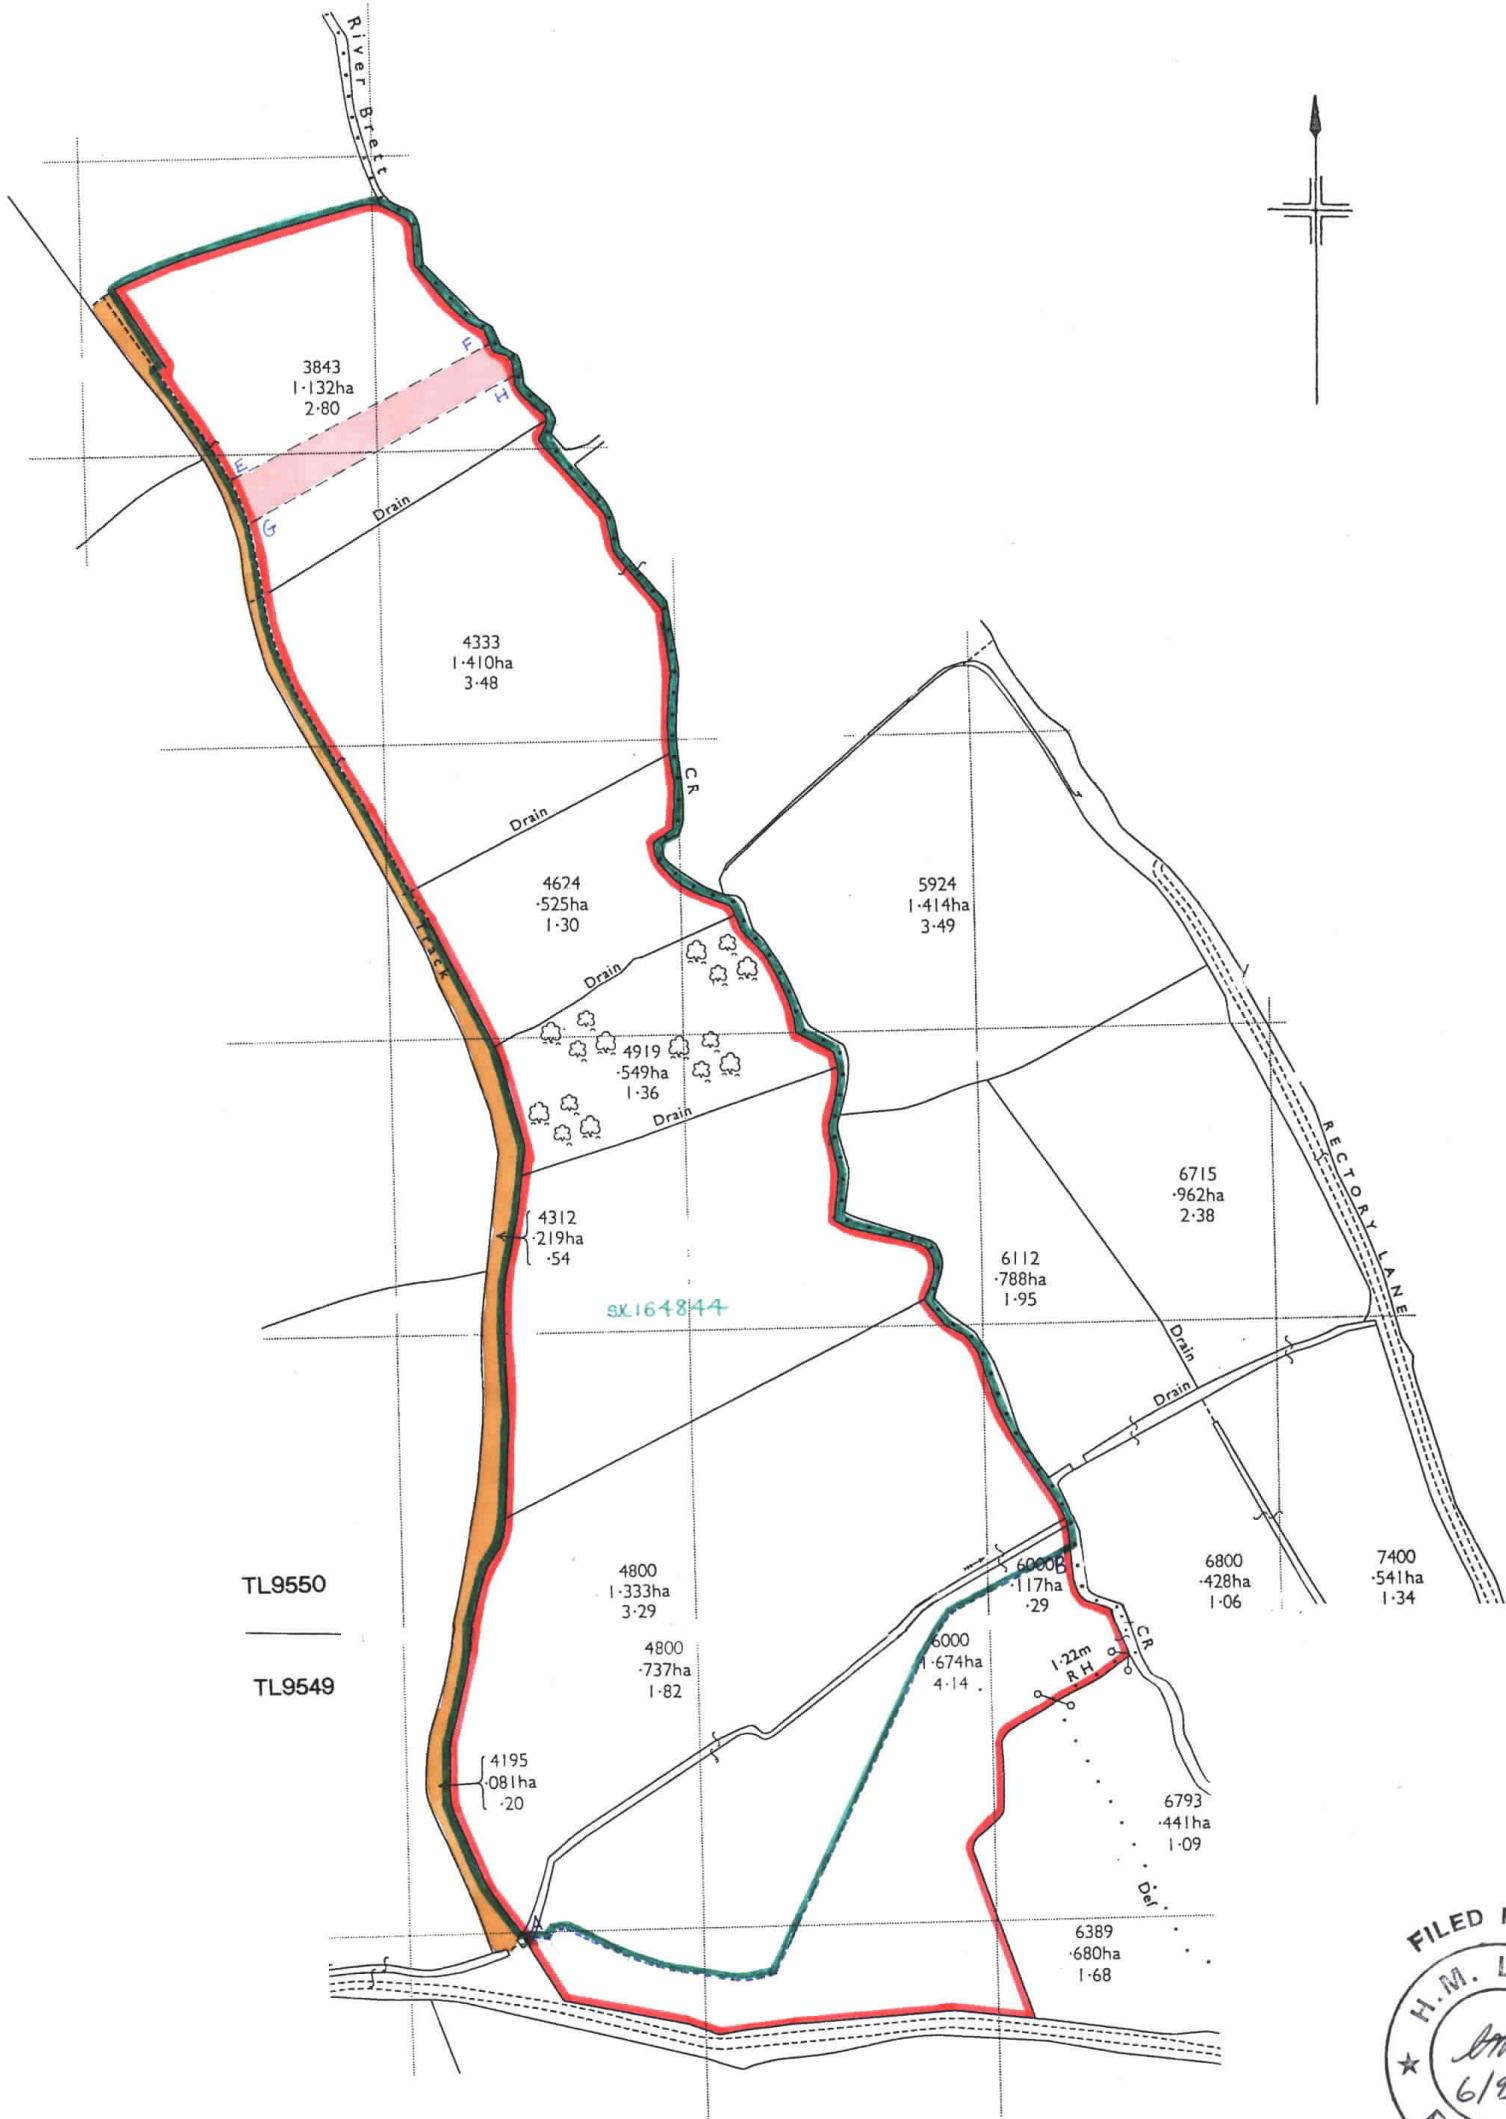 River Brett
F
3843
1·132ha
2·80
H
E
G
Drain
4333
1·410ha
3·48
CR
Drain
4624
·525ha
1·30
5924
1·414ha
3·49
Track
Drain
4919
·549ha
1·36
Drain
RECTORY LANE
6715
·962ha
2·38
4312
·219ha
·54
6112
·788ha
1·95
SK164844
Drain
Drain
TL9550
4800
1·333ha
3·29
6000
B
·117ha
·29
6800
·428ha
1·06
7400
·541ha
1·34
TL9549
4800
·737ha
1·82
6000
1·674ha
4·14
1·22m
RH
CR
4195
·081ha
·20
6793
·441ha
1·09
Def
A
6389
·680ha
1·68
FILED
H.M. L